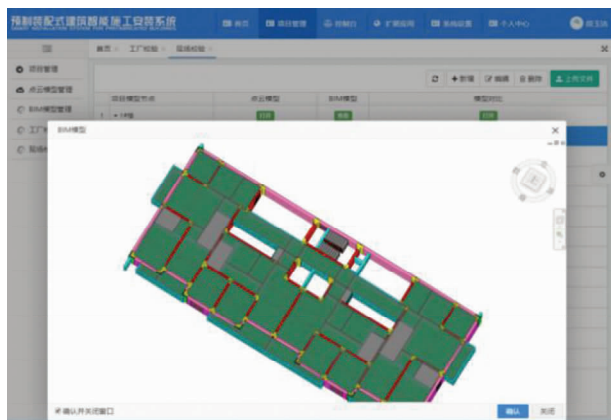 预制装配式建筑智能施工安装系统
首页 项目管理 控制台 扩展应用 系统设置 个人中心
首页 × 工厂校验 × 现场校验 ×
项目管理
点云模型管理
BIM模型管理
+新增 编辑 删除 上传文件
项目模型节点 点云模型 BIM模型 模型对比
1
BIM模型
确认并关闭窗口 确认 关闭